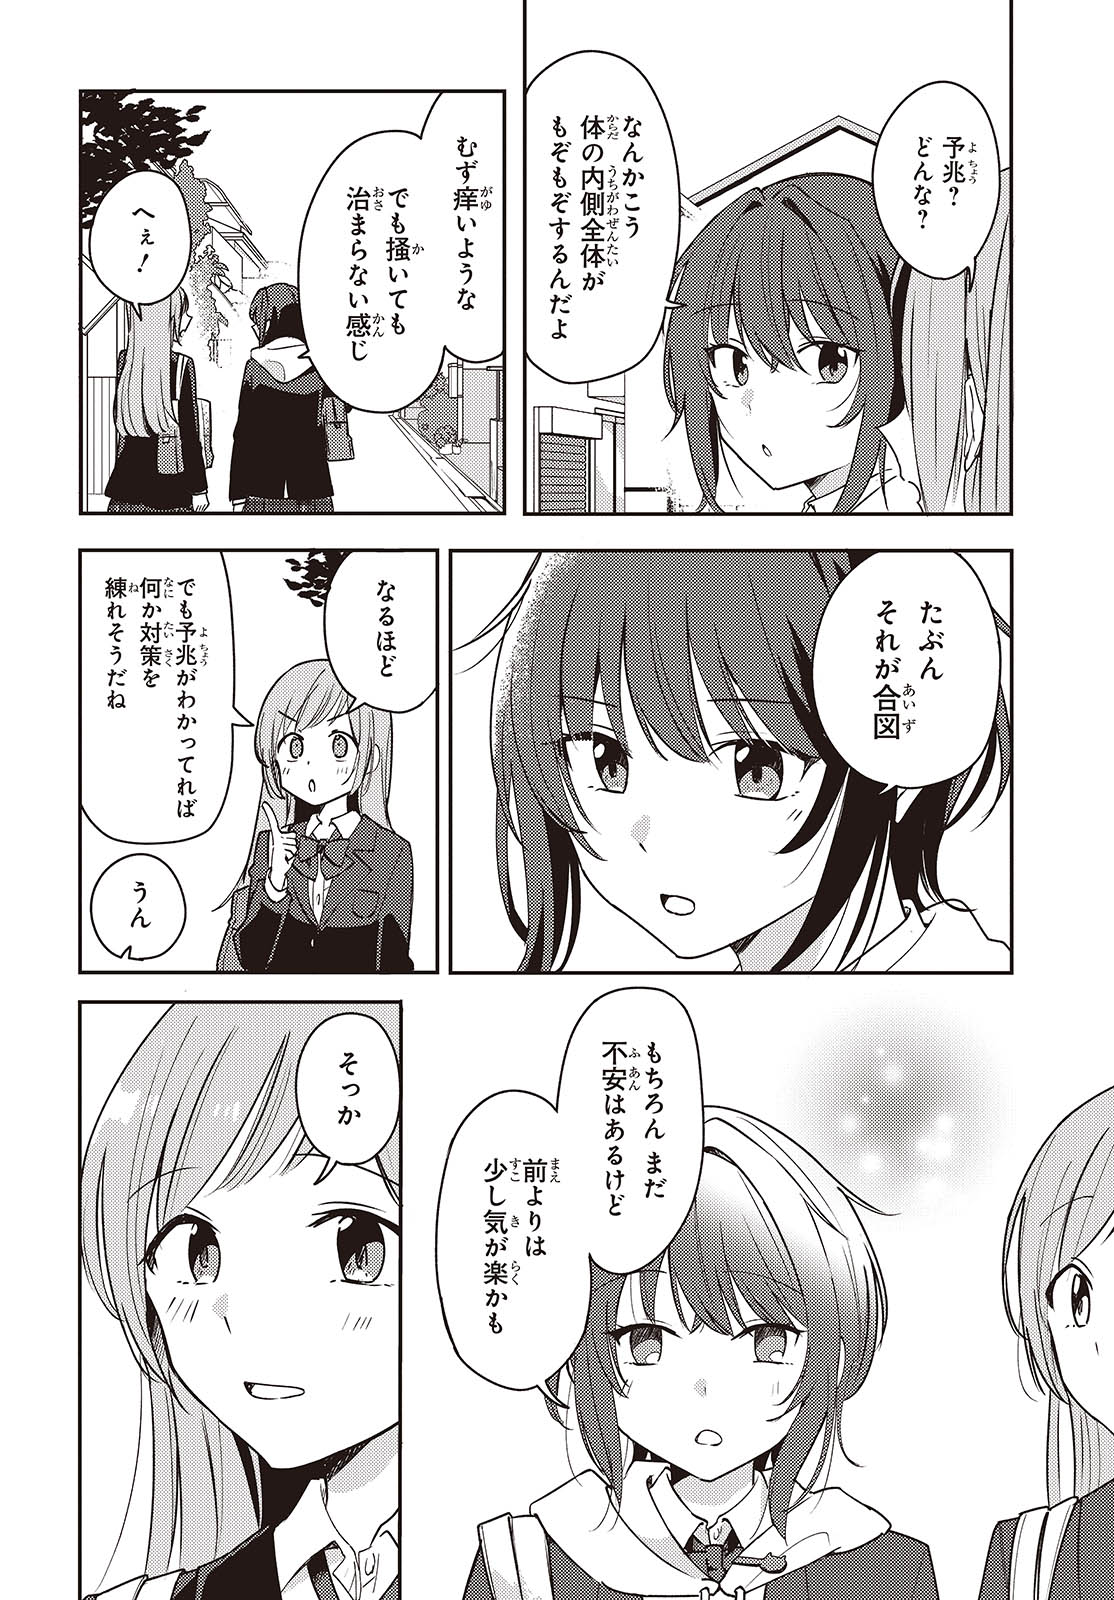 予兆?
どんな?
なんかこう
体の内側全体が
もぞもぞするんだよ
むず痒いような
でも掻いても
治まらない感じ
へぇ!
たぶん
それが合図
なるほど
でも予兆がわかってれば
何か対策を
練れそうだね
うん
もちろん まだ
不安はあるけど
前よりは
少し気が楽かも
そっか